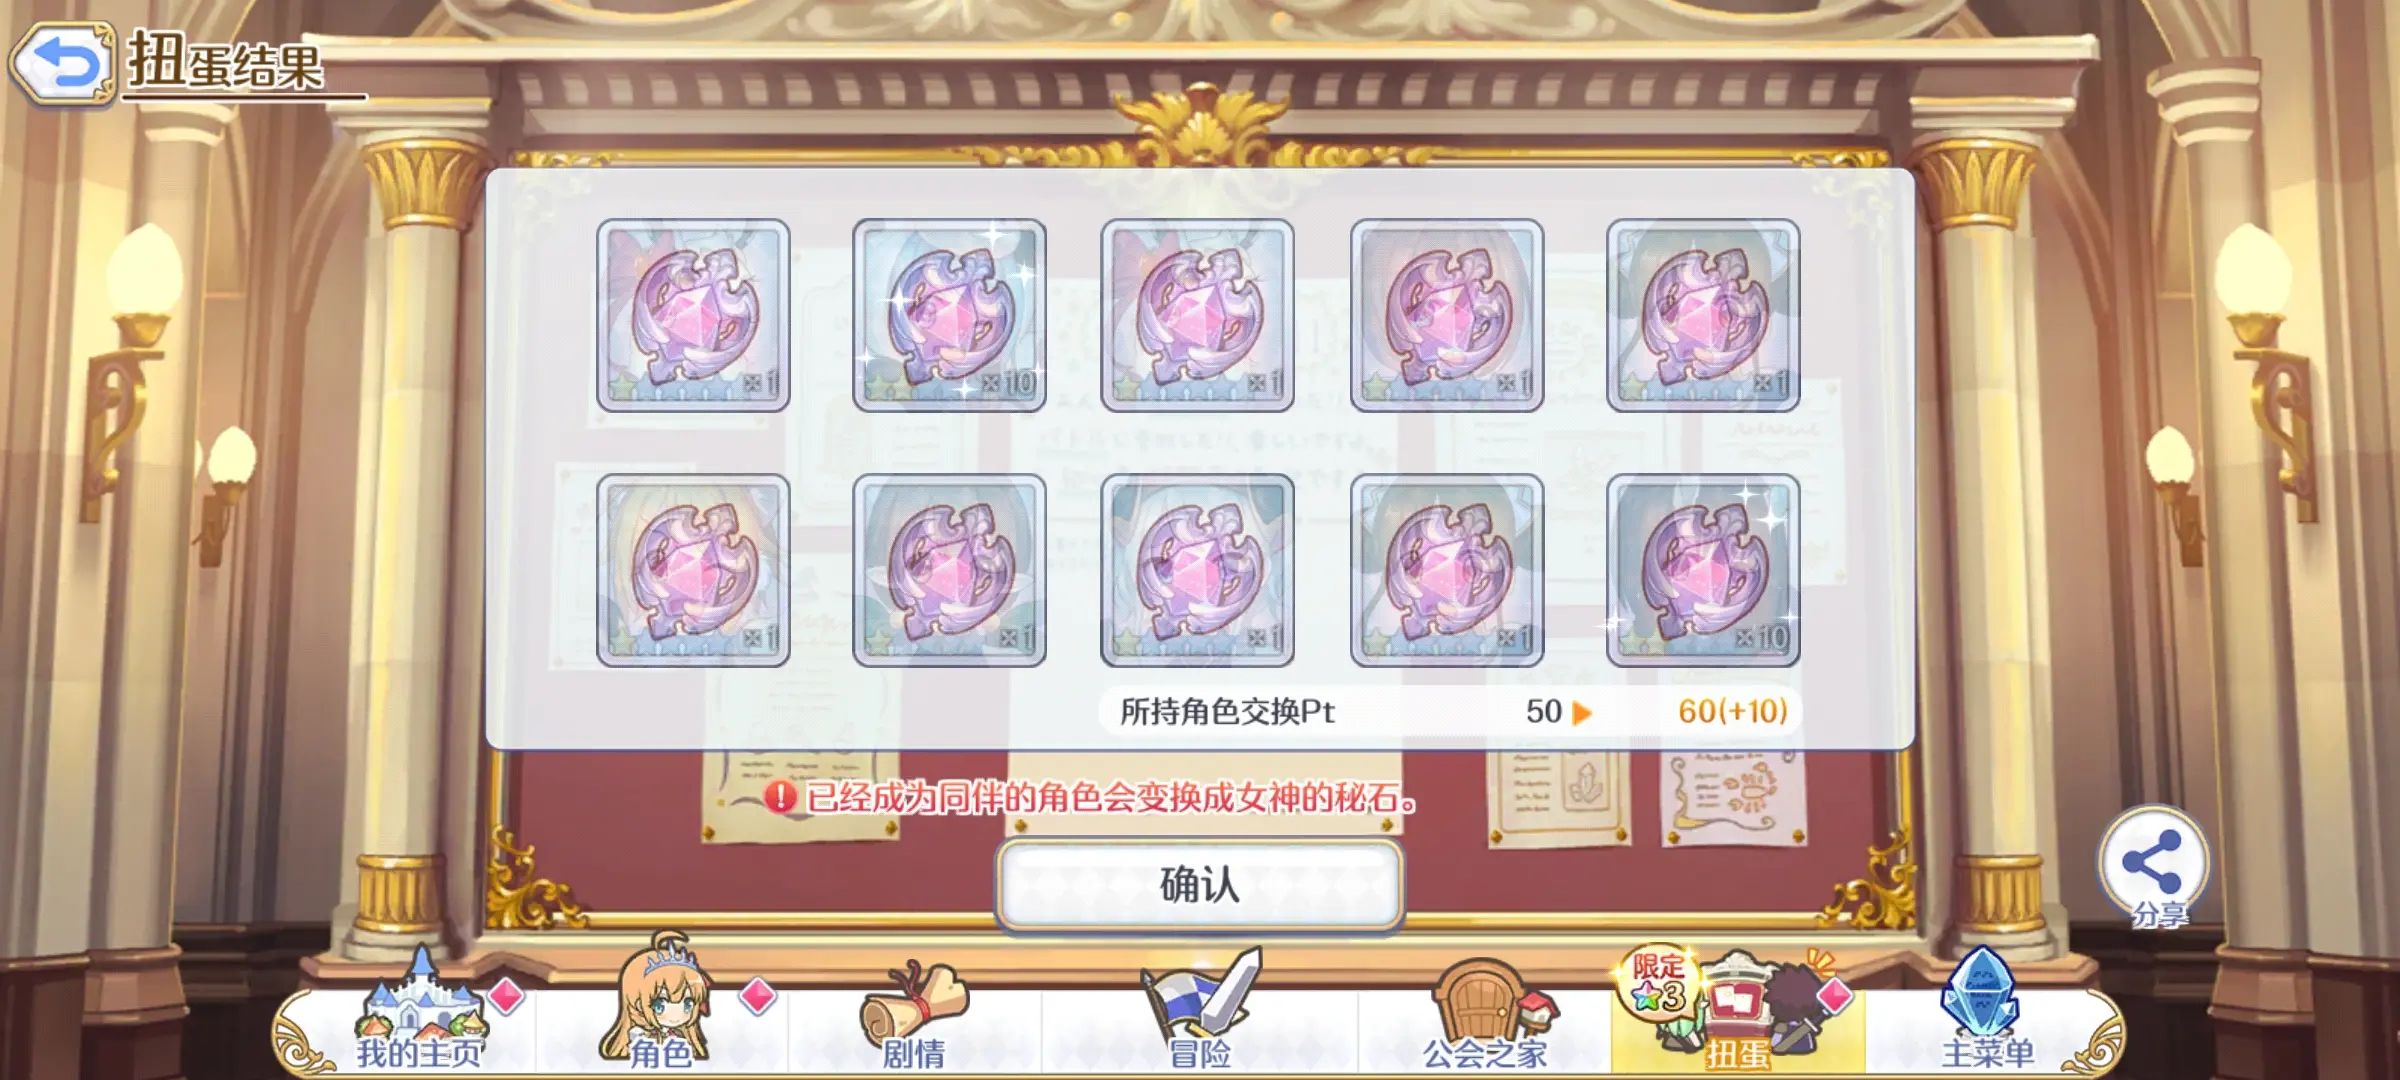 扭蛋结果
×1
×10
×1
×1
×1
×1
×1
×1
×1
×10
所持角色交换Pt 50 60(+10)
已经成为同伴的角色会变换成女神的秘石。
确认
分享
限定
3
我的主页
角色
剧情
冒险
公会之家
扭蛋
主菜单